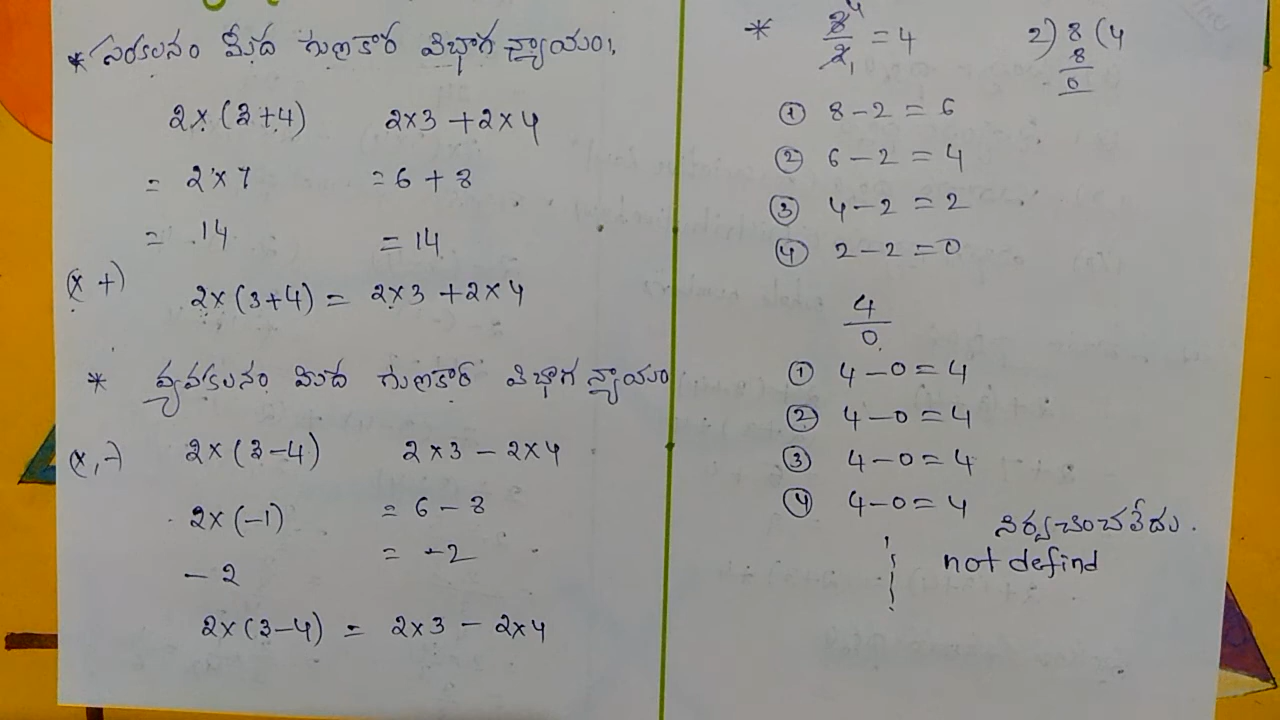 * సంకలనం మీద గుణకార విభాగ న్యాయం:
2 × (3+4) 2×3 + 2×4
= 2×7 = 6 + 8
= 14 = 14
(× +) 2×(3+4) = 2×3 + 2×4
* వ్యవకలనం మీద గుణకార విభాగ న్యాయం
(×, -) 2×(3-4) 2×3 - 2×4
2×(-1) = 6 - 8
- 2 = -2
2×(3-4) = 2×3 - 2×4
* 8/2 = 4 2) 8 (4
4 8
1 0
① 8 - 2 = 6
② 6 - 2 = 4
③ 4 - 2 = 2
④ 2 - 2 = 0
4
0
① 4 - 0 = 4
② 4 - 0 = 4
③ 4 - 0 = 4
④ 4 - 0 = 4
నిర్వచించలేదు.
not defind